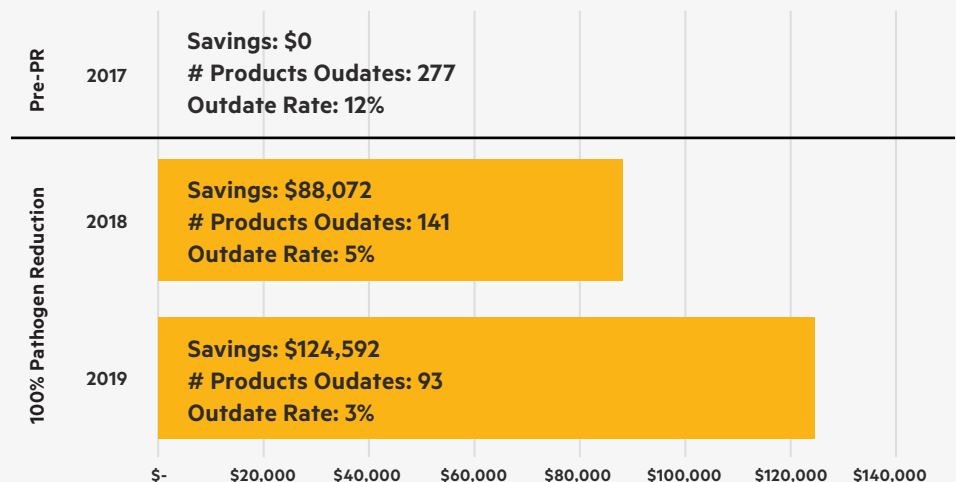 Pre-PR
2017
Savings: $0
# Products Oudates: 277
Outdate Rate: 12%
100% Pathogen Reduction
2018
Savings: $88,072
# Products Oudates: 141
Outdate Rate: 5%
2019
Savings: $124,592
# Products Oudates: 93
Outdate Rate: 3%
$- $20,000 $40,000 $60,000 $80,000 $100,000 $120,000 $140,000